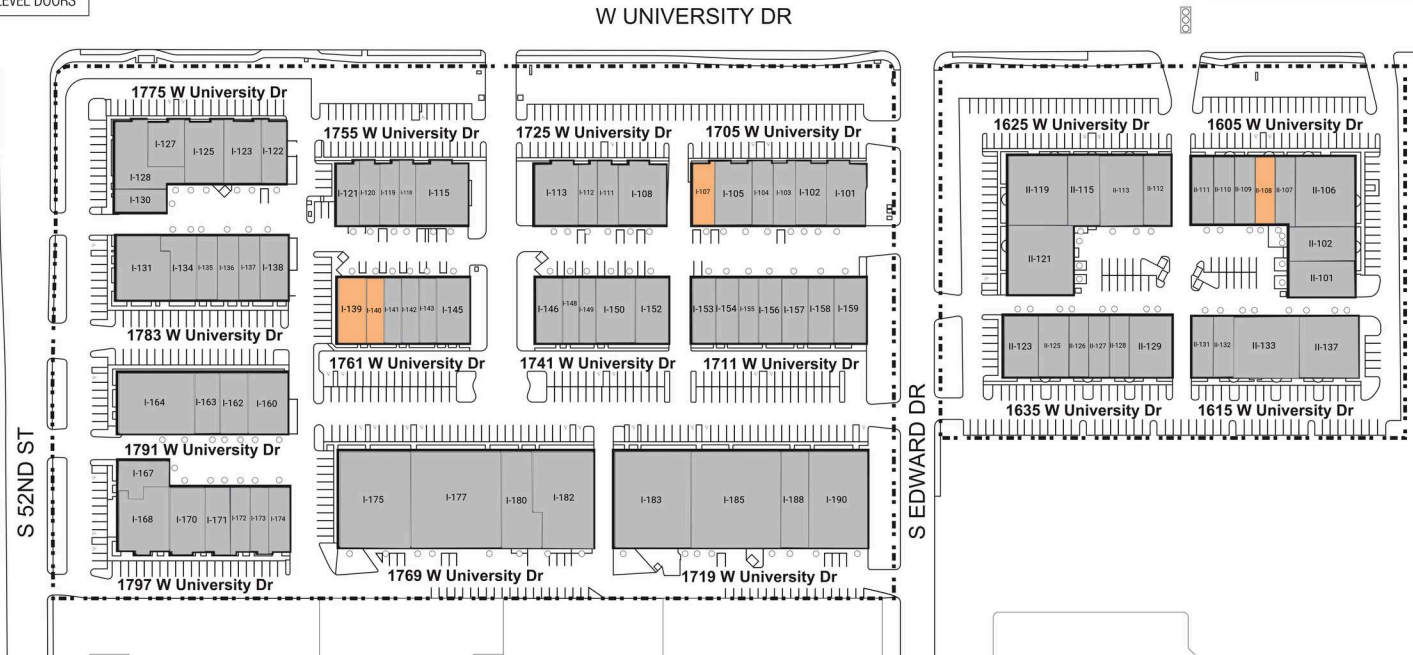 LEVEL DOORS
W UNIVERSITY DR
1775 W University Dr
I-127
I-125
I-123
I-122
I-128
I-130
1755 W University Dr
I-121
I-120
I-119
I-118
I-115
1725 W University Dr
I-113
I-112
I-111
I-108
1705 W University Dr
I-107
I-105
I-104
I-103
I-102
I-101
1625 W University Dr
II-119
II-115
II-113
II-112
II-121
1605 W University Dr
II-111
II-110
II-109
II-108
II-107
II-106
II-102
II-101
I-131
I-134
I-135
I-136
I-137
I-138
1783 W University Dr
I-139
I-140
I-141
I-142
I-143
I-145
1761 W University Dr
I-146
I-148
I-149
I-150
I-152
1741 W University Dr
I-153
I-154
I-155
I-156
I-157
I-158
I-159
1711 W University Dr
II-123
II-125
II-126
II-127
II-128
II-129
1635 W University Dr
II-131
II-132
II-133
II-137
1615 W University Dr
I-164
I-163
I-162
I-160
1791 W University Dr
S 52ND ST
S EDWARD DR
I-167
I-168
I-170
I-171
I-172
I-173
I-174
1797 W University Dr
I-175
I-177
I-180
I-182
1769 W University Dr
I-183
I-185
I-188
I-190
1719 W University Dr